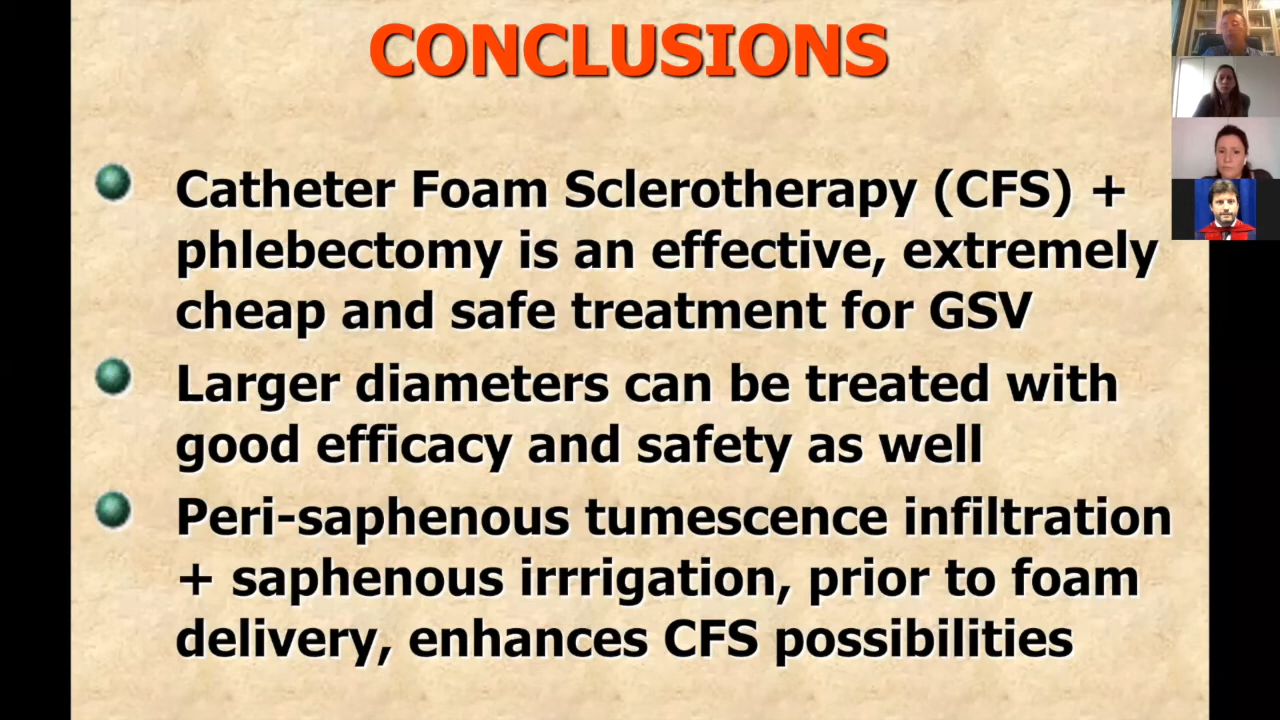 CONCLUSIONS
Catheter Foam Sclerotherapy (CFS) +
phlebectomy is an effective, extremely
cheap and safe treatment for GSV
Larger diameters can be treated with
good efficacy and safety as well
Peri-saphenous tumescence infiltration
+ saphenous irrrigation, prior to foam
delivery, enhances CFS possibilities